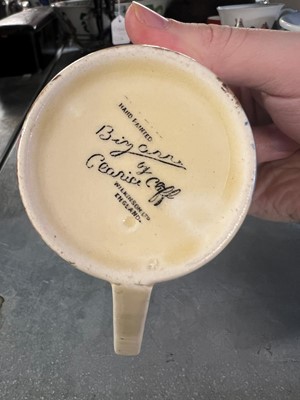 HAND PAINTED
Bizarre
by
Clarice Cliff
WILKINSON LTD
ENGLAND